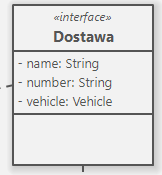 «interface»
Dostawa
- name: String
- number: String
- vehicle: Vehicle